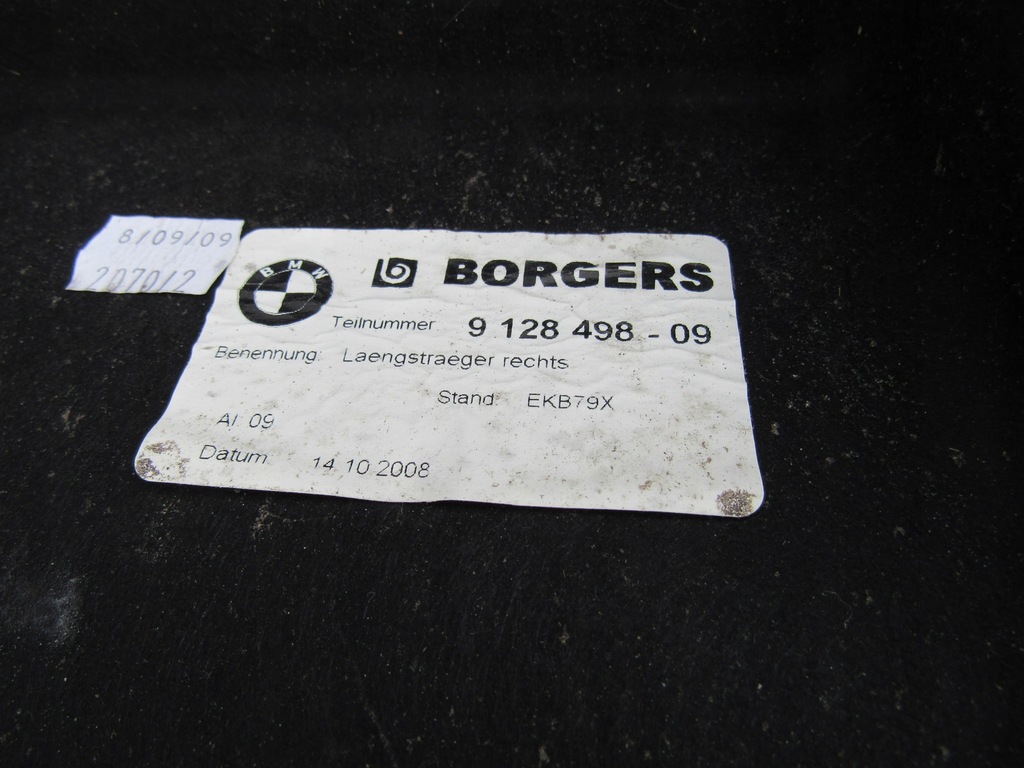 8/09/09
207012
BMW
BORGERS
Teilnummer 9 128 498 - 09
Benennung: Laengstraeger rechts
Stand: EKB79X
AI 09
Datum 14.10.2008